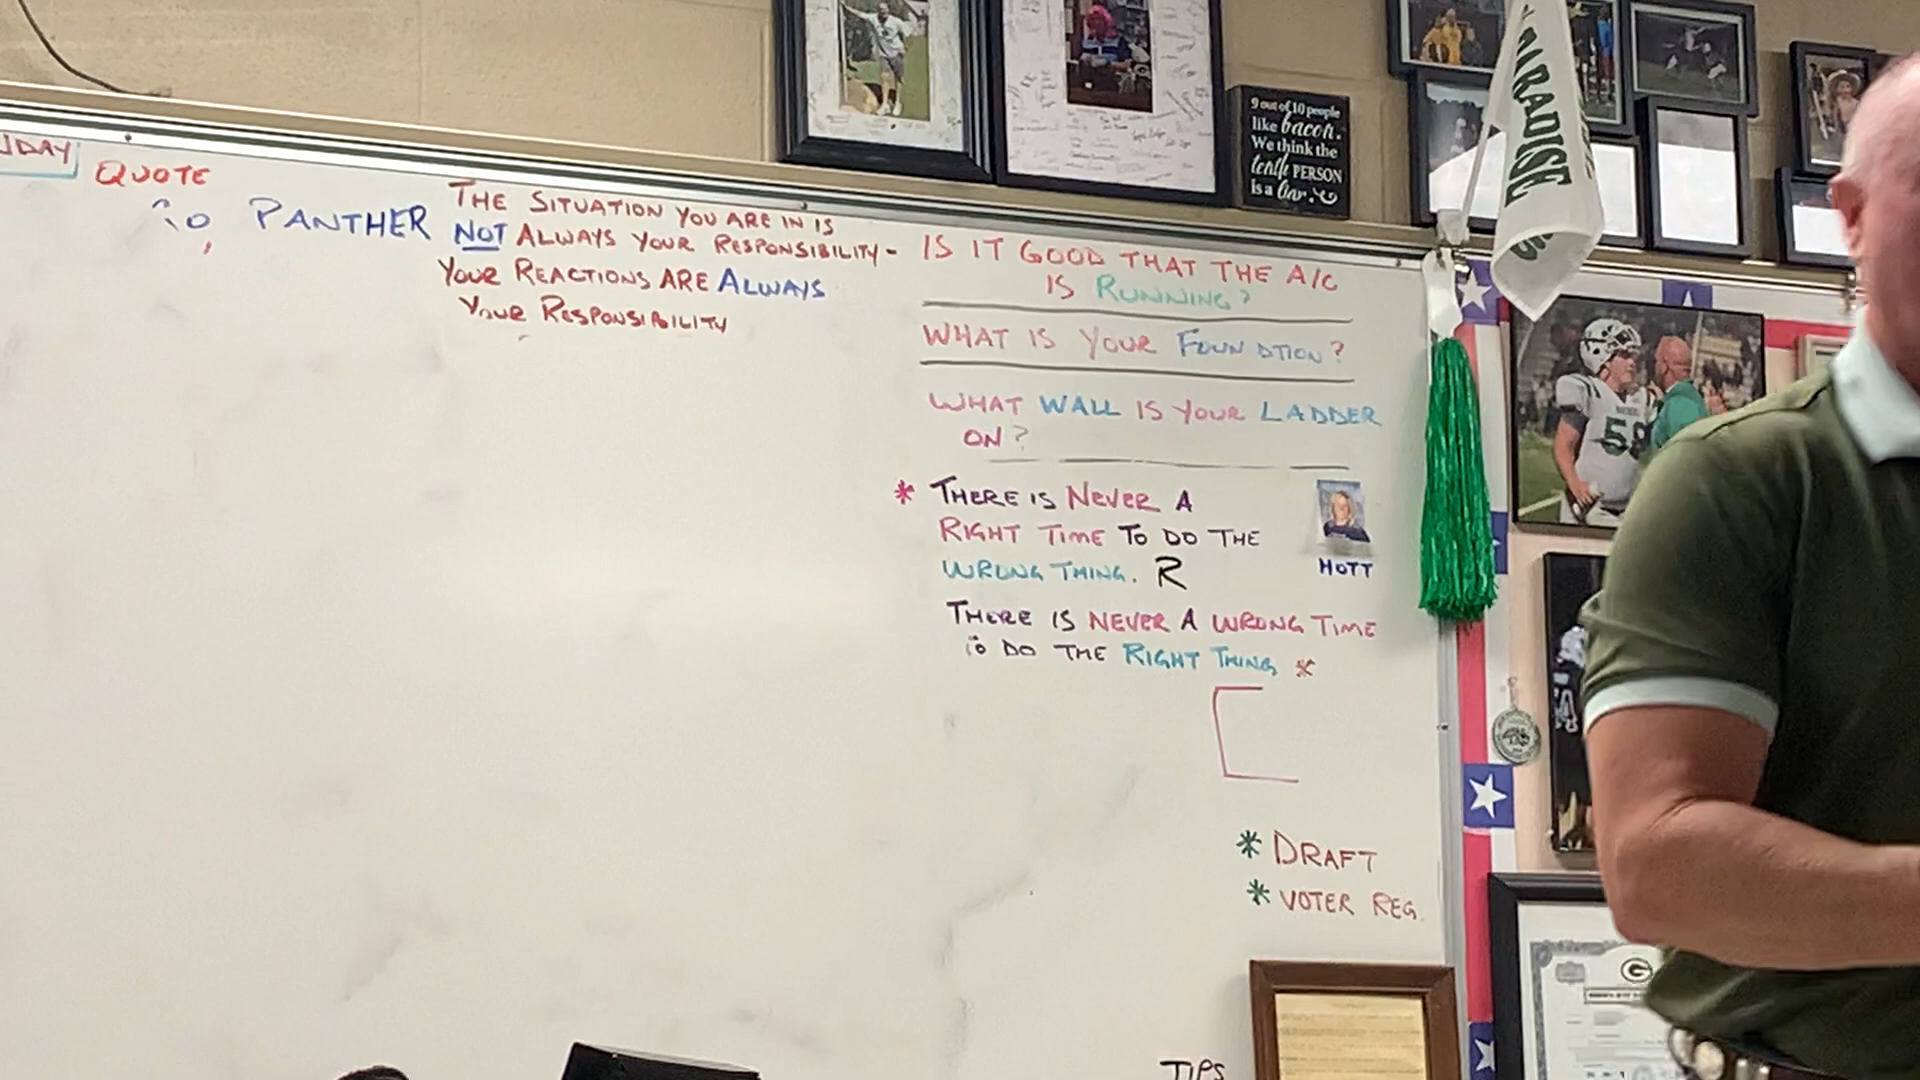 QUOTE
PANTHER
THE SITUATION YOU ARE IN IS
NOT ALWAYS YOUR RESPONSIBILITY -
YOUR REACTIONS ARE ALWAYS
YOUR RESPONSIBILITY
IS IT GOOD THAT THE A/C
IS RUNNING?
WHAT IS YOUR FOUNDTION?
WHAT WALL IS YOUR LADDER
ON?
* THERE IS NEVER A
RIGHT TIME TO DO THE
WRONG THING. R
HOTT
THERE IS NEVER A WRONG TIME
TO DO THE RIGHT THING *
* DRAFT
* VOTER REG.
TIPS
9 out of 10 people
like bacon.
We think the
tenth PERSON
is a liar.
PARADISE
58
G